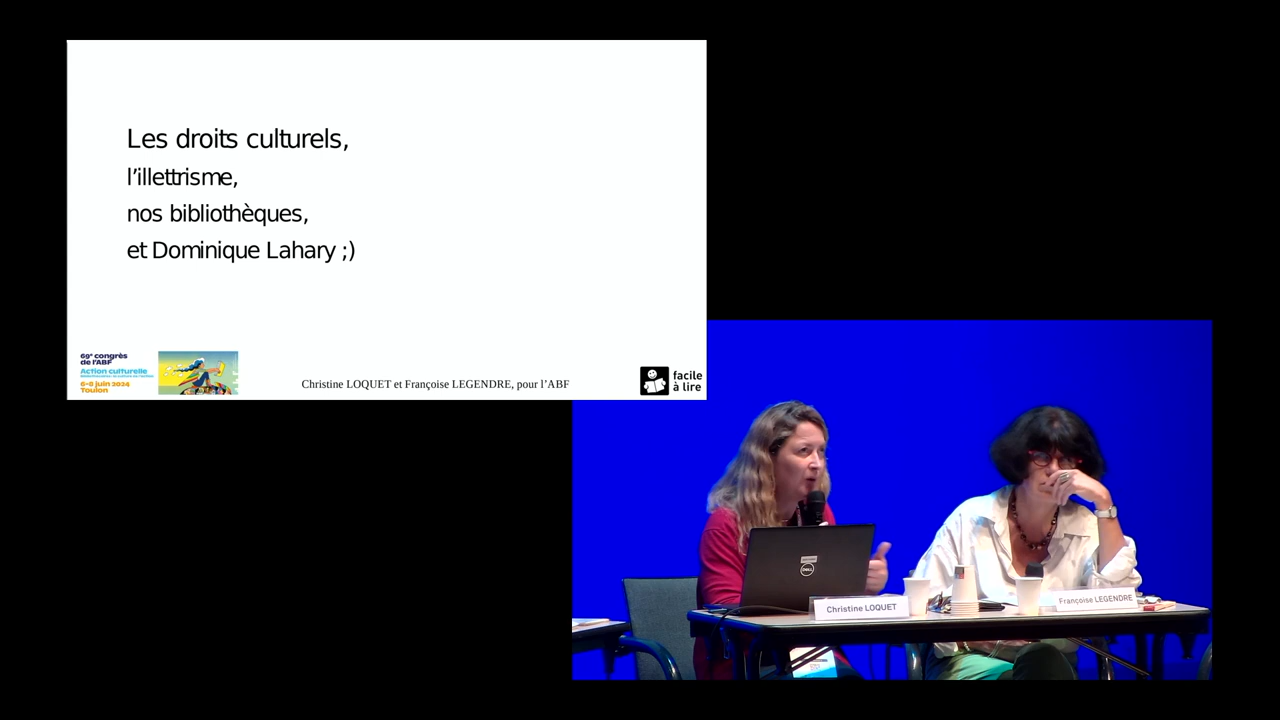 Les droits culturels,
l’illettrisme,
nos bibliothèques,
et Dominique Lahary ;)
69e congrès
de l'ABF
Action culturelle
6-8 juin 2024
Toulon
Christine LOQUET et Françoise LEGENDRE, pour l’ABF
facile
à lire
DELL
Christine LOQUET
Françoise LEGENDRE